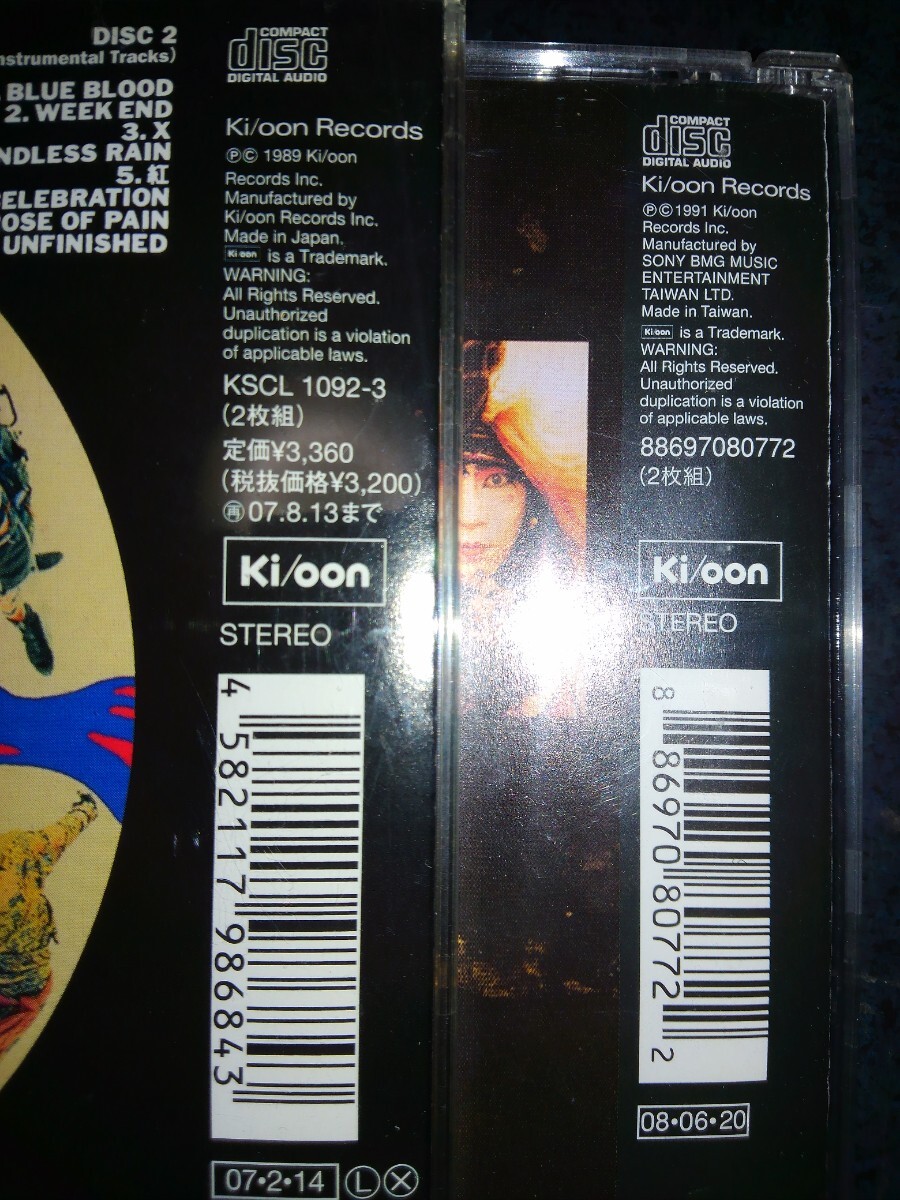 DISC 2
nstrumental Tracks)
BLUE BLOOD
2. WEEK END
3. X
NDLESS RAIN
5. 紅
ELEBRATION
OSE OF PAIN
UNFINISHED
COMPACT
disc
DIGITAL AUDIO
Ki/oon Records
℗© 1989 Ki/oon
Records Inc.
Manufactured by
Ki/oon Records Inc.
Made in Japan.
Ki/oon is a Trademark.
WARNING:
All Rights Reserved.
Unauthorized
duplication is a violation
of applicable laws.
KSCL 1092-3
(2枚組)
定価¥3,360
(税抜価格¥3,200)
再07.8.13まで
Ki/oon
STEREO
4 582117 986843
07•2•14 L X
COMPACT
disc
DIGITAL AUDIO
Ki/oon Records
℗©1991 Ki/oon
Records Inc.
Manufactured by
SONY BMG MUSIC
ENTERTAINMENT
TAIWAN LTD.
Made in Taiwan.
Ki/oon is a Trademark.
WARNING:
All Rights Reserved.
Unauthorized
duplication is a violation
of applicable laws.
88697080772
(2枚組)
Ki/oon
STEREO
8 86970 80772 2
08•06•20